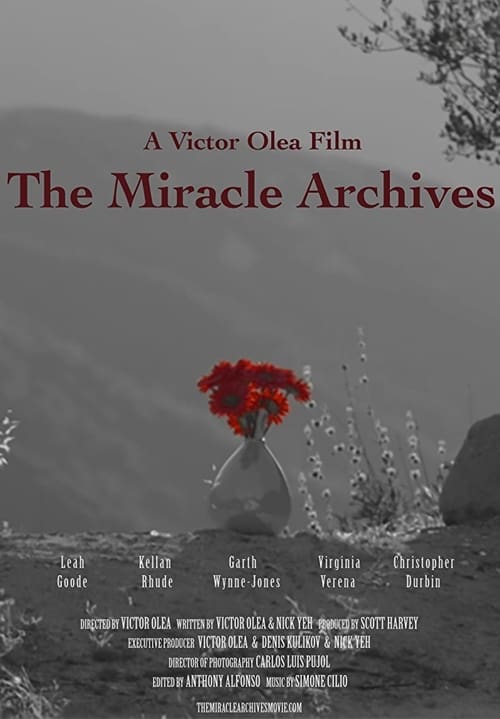 A Victor Olea Film
The Miracle Archives
Leah Kellan Garth Virginia Christopher
Goode Rhude Wynne-Jones Verena Durbin
DIRECTED BY VICTOR OLEA WRITTEN BY VICTOR OLEA & NICK YEH PRODUCED BY SCOTT HARVEY
EXECUTIVE PRODUCER VICTOR OLEA & DENIS KULIKOV & NICK YEH
DIRECTOR OF PHOTOGRAPHY CARLOS LUIS PUJOL
EDITED BY ANTHONY ALFONSO MUSIC BY SIMONE CILIO
THEMIRACLEARCHIVESMOVIE.COM